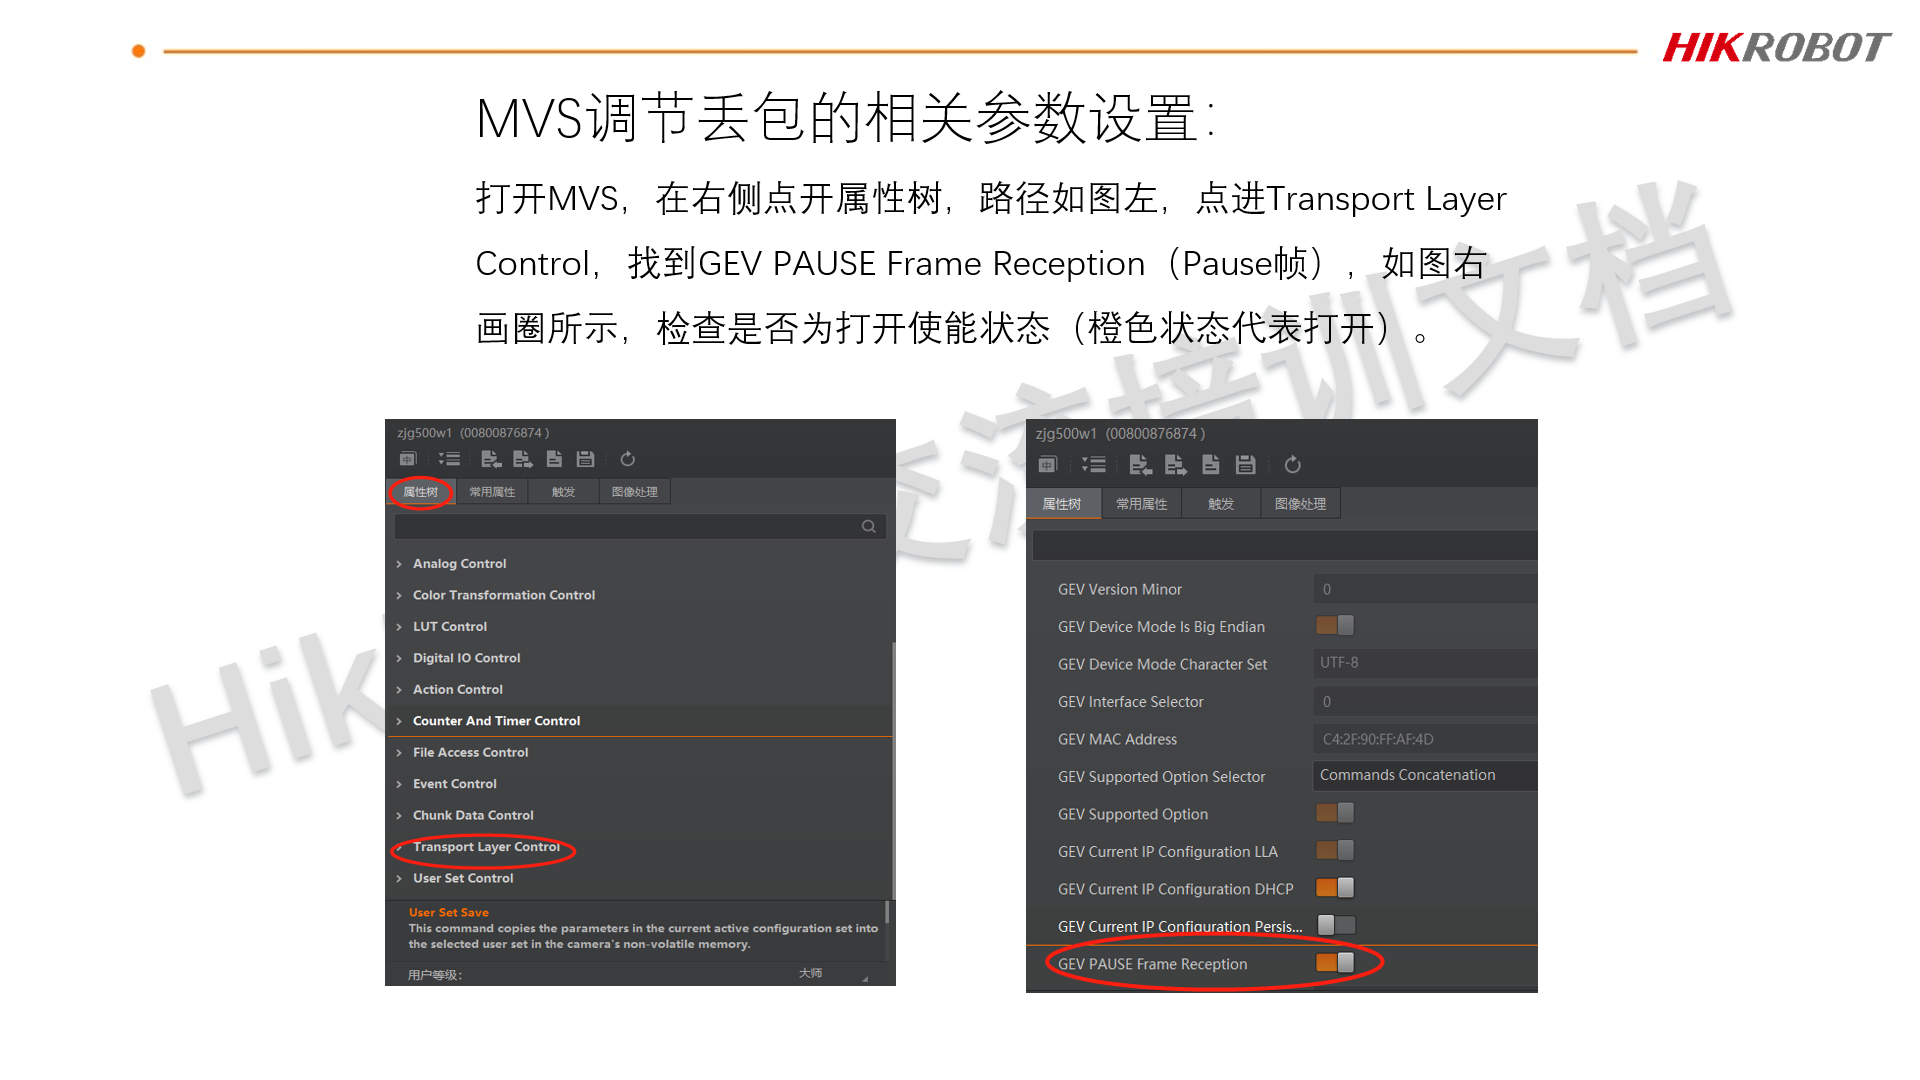 HIKROBOT
MVS调节丢包的相关参数设置：
打开MVS，在右侧点开属性树，路径如图左，点进Transport Layer
Control，找到GEV PAUSE Frame Reception（Pause帧），如图右
画圈所示，检查是否为打开使能状态（橙色状态代表打开）。
zjg500w1 (00800876874 )
属性树 常用属性 触发 图像处理
Analog Control
Color Transformation Control
LUT Control
Digital IO Control
Action Control
Counter And Timer Control
File Access Control
Event Control
Chunk Data Control
Transport Layer Control
User Set Control
User Set Save
This command copies the parameters in the current active configuration set into
the selected user set in the camera's non-volatile memory.
用户等级： 大师
zjg500w1 (00800876874 )
属性树 常用属性 触发 图像处理
GEV Version Minor 0
GEV Device Mode Is Big Endian
GEV Device Mode Character Set UTF-8
GEV Interface Selector 0
GEV MAC Address C4:2F:90:FF:AF:4D
GEV Supported Option Selector Commands Concatenation
GEV Supported Option
GEV Current IP Configuration LLA
GEV Current IP Configuration DHCP
GEV Current IP Configuration Persis...
GEV PAUSE Frame Reception
Hik 交流培训文档